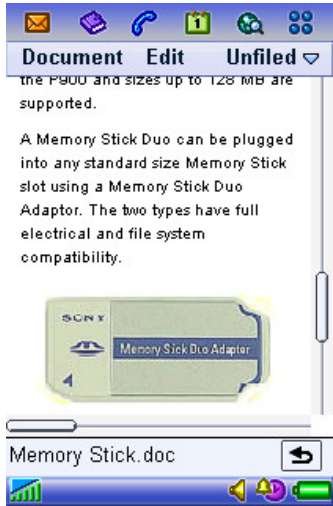 1
Document Edit Unfiled
the P900 and sizes up to 128 MB are
supported.
A Memory Stick Duo can be plugged
into any standard size Memory Stick
slot using a Memory Stick Duo
Adaptor. The two types have full
electrical and file system
compatibility.
SONY
Memory Sick Duo Adapter
Memory Stick.doc